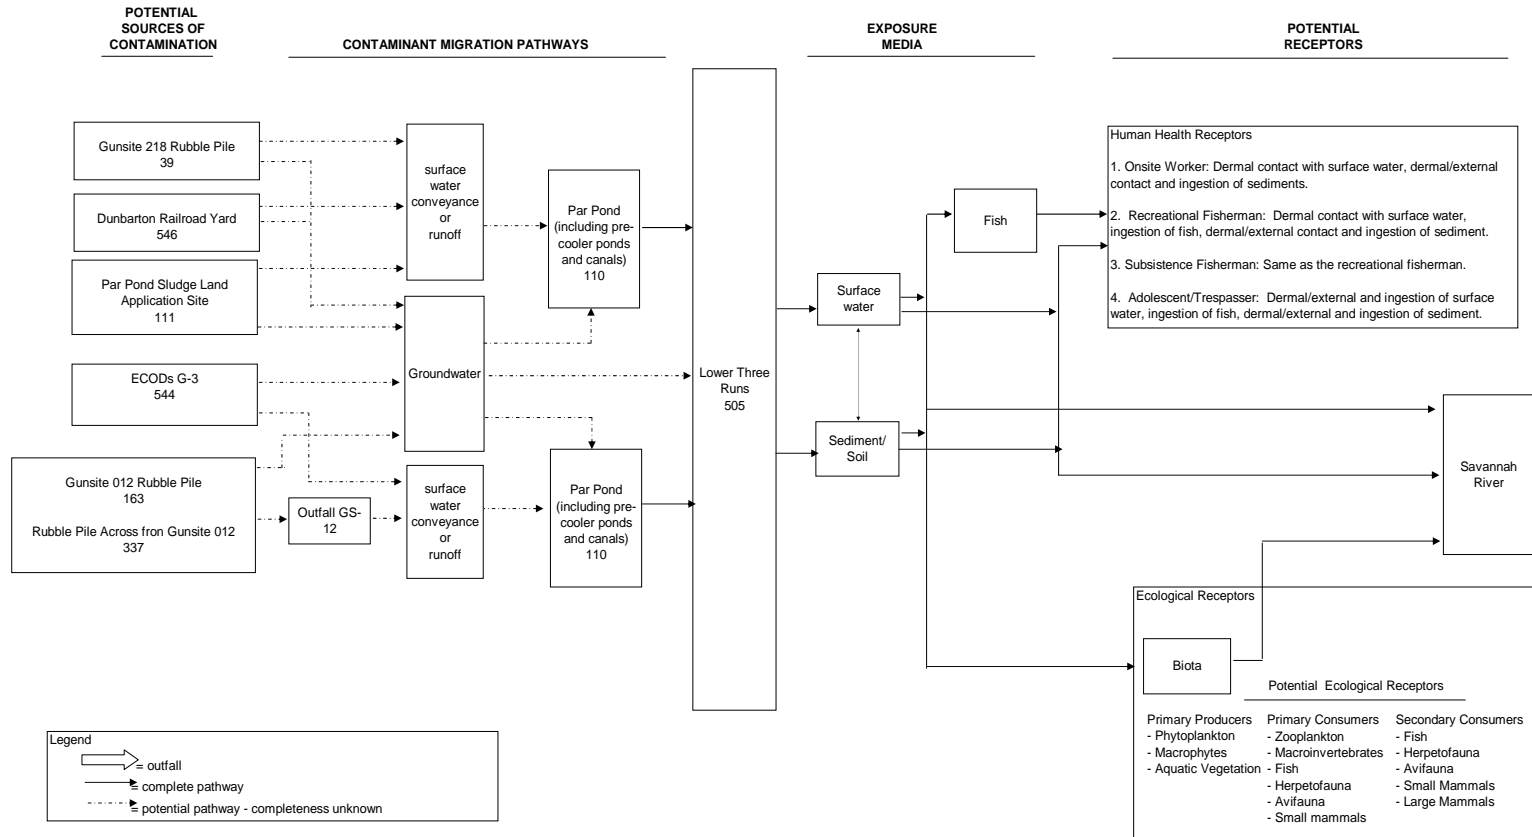 POTENTIAL
SOURCES OF
CONTAMINATION
CONTAMINANT MIGRATION PATHWAYS
EXPOSURE
MEDIA
POTENTIAL
RECEPTORS
Gunsite 218 Rubble Pile
39
Dunbarton Railroad Yard
546
Par Pond Sludge Land
Application Site
111
ECODs G-3
544
Gunsite 012 Rubble Pile
163
Rubble Pile Across fron Gunsite 012
337
Outfall GS-
12
surface
water
conveyance
or
runoff
Groundwater
surface
water
conveyance
or
runoff
Par Pond
(including pre-
cooler ponds
and canals)
110
Par Pond
(including pre-
cooler ponds
and canals)
110
Lower Three
Runs
505
Surface
water
Sediment/
Soil
Fish
Human Health Receptors
1. Onsite Worker: Dermal contact with surface water, dermal/external
contact and ingestion of sediments.
2. Recreational Fisherman: Dermal contact with surface water,
ingestion of fish, dermal/external contact and ingestion of sediment.
3. Subsistence Fisherman: Same as the recreational fisherman.
4. Adolescent/Trespasser: Dermal/external and ingestion of surface
water, ingestion of fish, dermal/external and ingestion of sediment.
Savannah
River
Ecological Receptors
Biota
Potential Ecological Receptors
Primary Producers
- Phytoplankton
- Macrophytes
- Aquatic Vegetation
Primary Consumers
- Zooplankton
- Macroinvertebrates
- Fish
- Herpetofauna
- Avifauna
- Small mammals
Secondary Consumers
- Fish
- Herpetofauna
- Avifauna
- Small Mammals
- Large Mammals
Legend
= outfall
= complete pathway
= potential pathway - completeness unknown